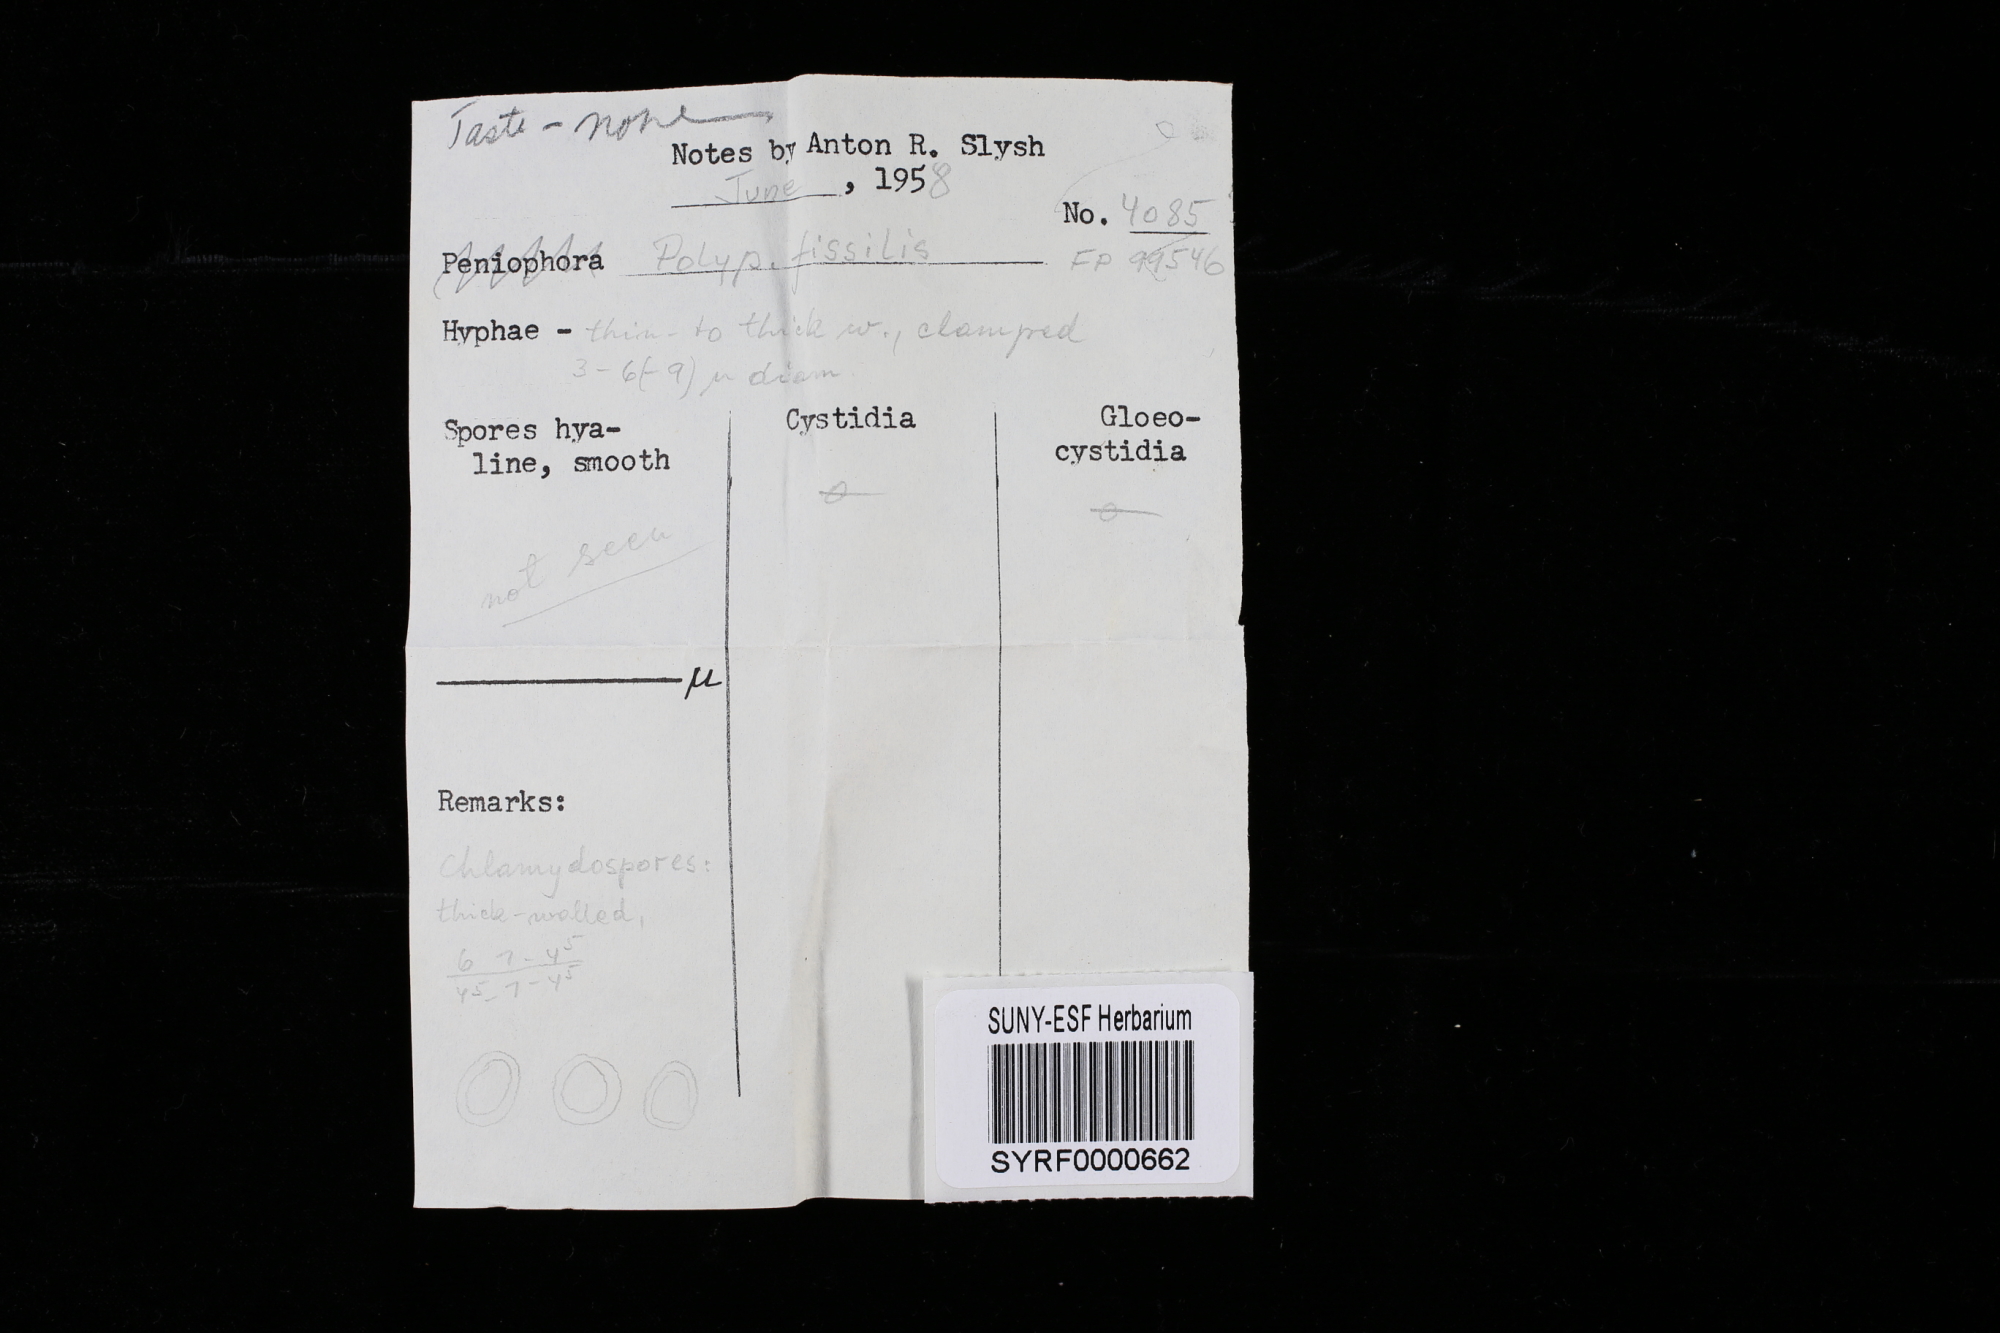 Taste - none
Notes by Anton R. Slysh
June, 1958
No. 4085
Peniophora Polyp. fissilis
FP 99546
Hyphae - thin- to thick w., clamped
3-6(-9) μ diam
Spores hya-
line, smooth
Cystidia
Gloeo-
cystidia
not seen
μ
Remarks:
Chlamydospores:
thick-walled,
SUNY-ESF Herbarium
SYRF0000662